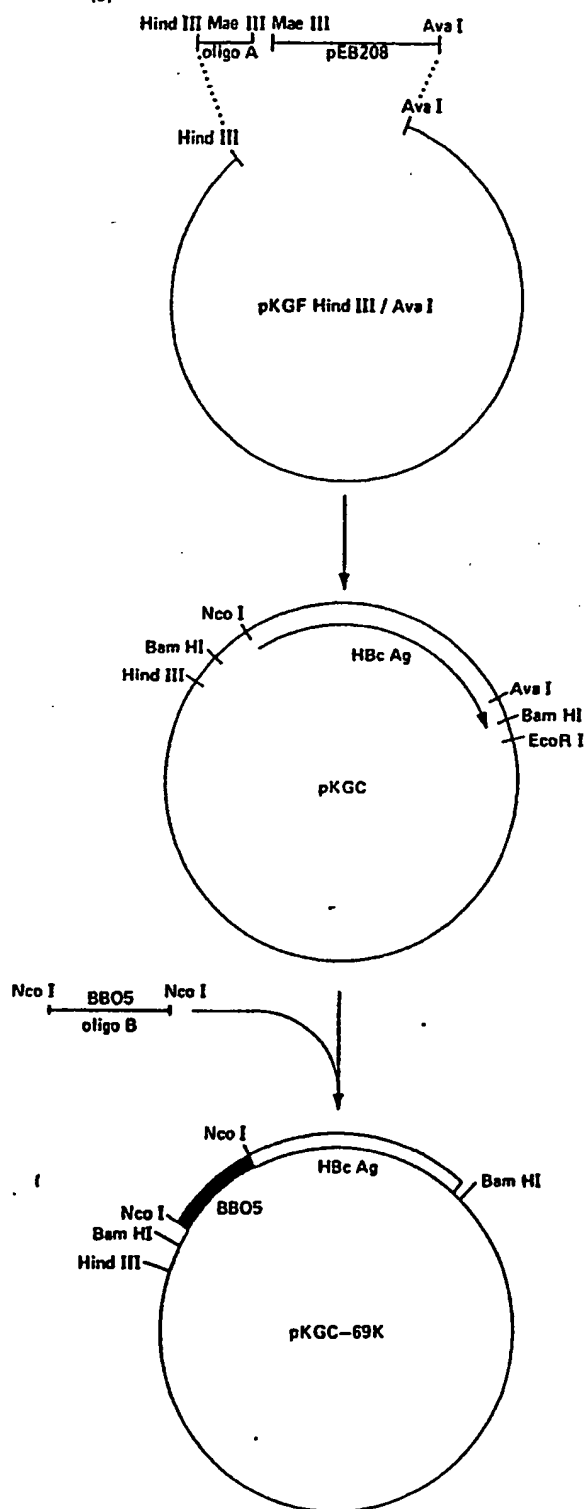 Hind III Mae III Mae III Ava I
oligo A pEB208
Ava I
Hind III
pKGF Hind III / Ava I
Nco I
Bam HI
HBc Ag
Hind III
Ava I
Bam HI
EcoR I
pKGC
Nco I BBO5 Nco I
oligo B
Nco I
HBc Ag
Bam HI
BBO5
Nco I
Bam HI
Hind III
pKGC-69K